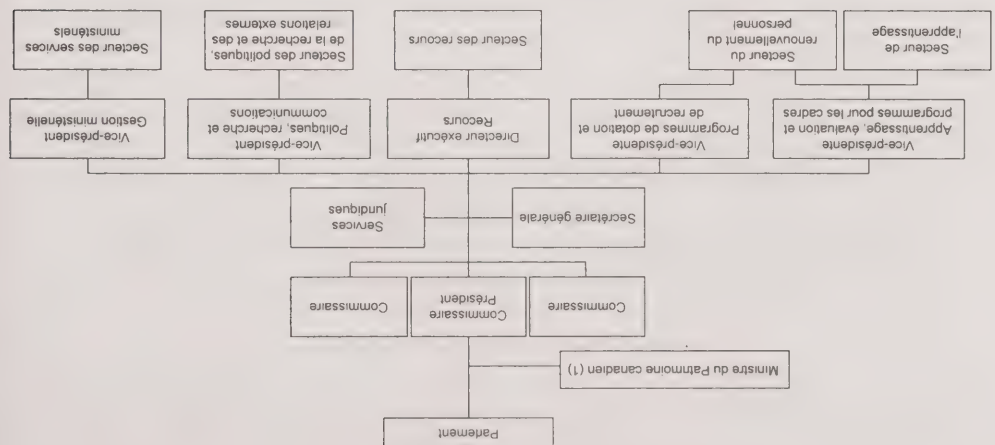 Parlement
Ministre du Patrimoine canadien (1)
Commissaire
Commissaire
Président
Commissaire
Secrétaire générale
Services
juridiques
Vice-présidente
Apprentissage, évaluation et
programmes pour les cadres
Vice-présidente
Programmes de dotation et
de recrutement
Directeur exécutif
Recours
Vice-président
Politiques, recherche et
communications
Vice-président
Gestion ministérielle
Secteur de
l'apprentissage
Secteur du
renouvellement du
personnel
Secteur des recours
Secteur des politiques,
de la recherche et des
relations externes
Secteur des services
ministériels